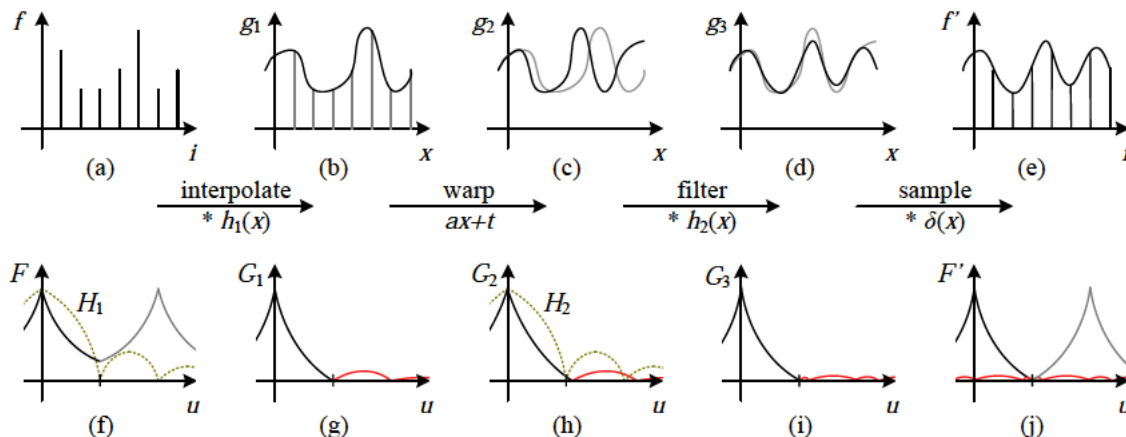 f
g1
g2
g3
f'
i
x
x
x
i
(a)
(b)
(c)
(d)
(e)
interpolate
* h1(x)
warp
ax+t
filter
* h2(x)
sample
* δ(x)
F
H1
G1
G2
H2
G3
F'
u
u
u
u
u
(f)
(g)
(h)
(i)
(j)